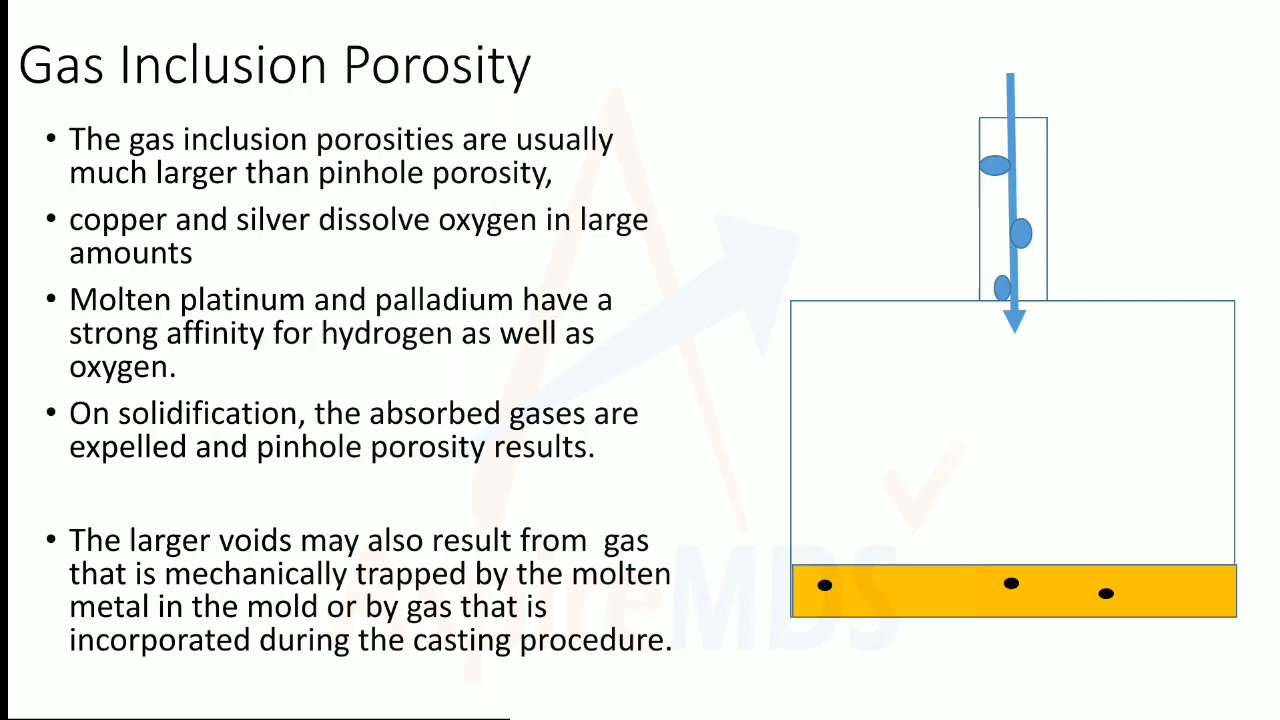 Gas Inclusion Porosity
• The gas inclusion porosities are usually
much larger than pinhole porosity,
• copper and silver dissolve oxygen in large
amounts
• Molten platinum and palladium have a
strong affinity for hydrogen as well as
oxygen.
• On solidification, the absorbed gases are
expelled and pinhole porosity results.
• The larger voids may also result from  gas
that is mechanically trapped by the molten
metal in the mold or by gas that is
incorporated during the casting procedure.
MDS